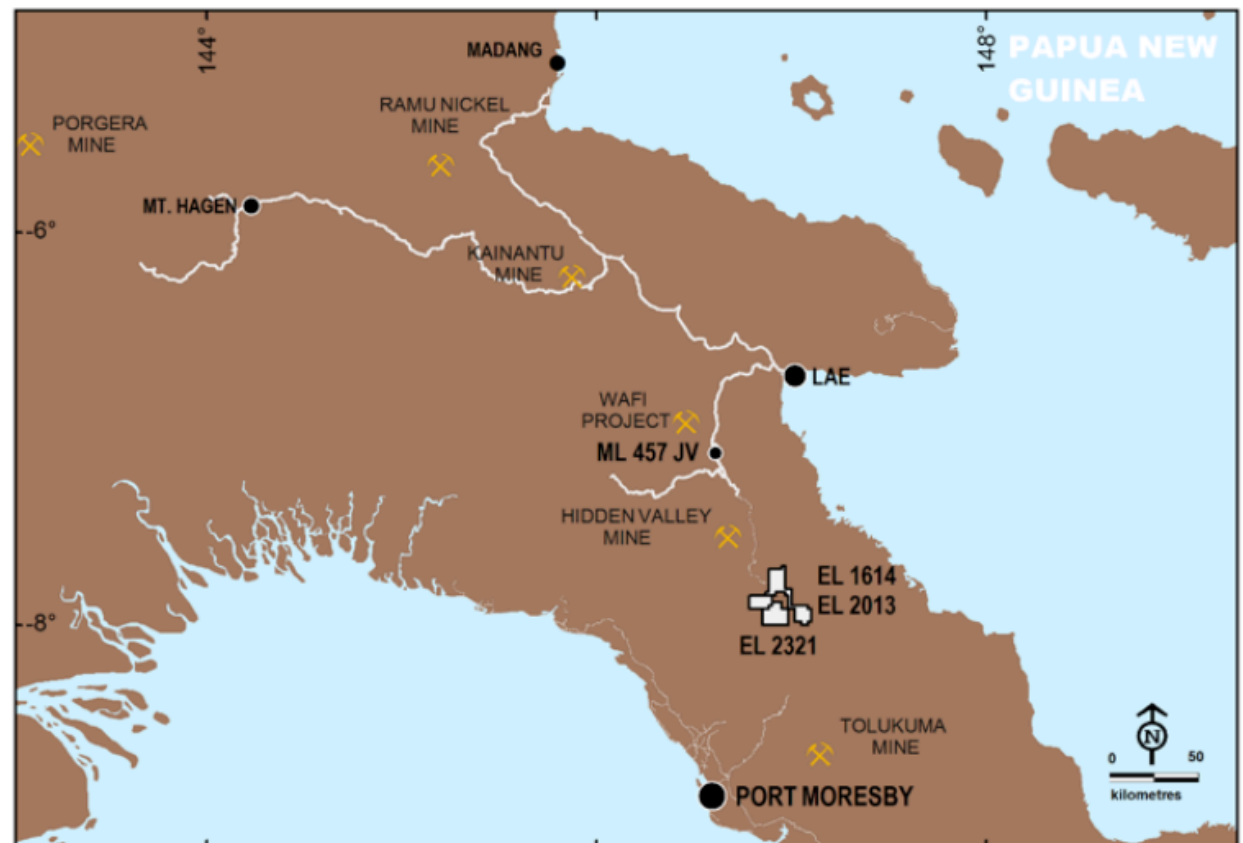 144°
148°
PAPUA NEW
GUINEA
MADANG
RAMU NICKEL
MINE
PORGERA
MINE
MT. HAGEN
-6°
KAINANTU
MINE
LAE
WAFI
PROJECT
ML 457 JV
HIDDEN VALLEY
MINE
EL 1614
EL 2013
-8°
EL 2321
TOLUKUMA
MINE
N
0 50
kilometres
PORT MORESBY